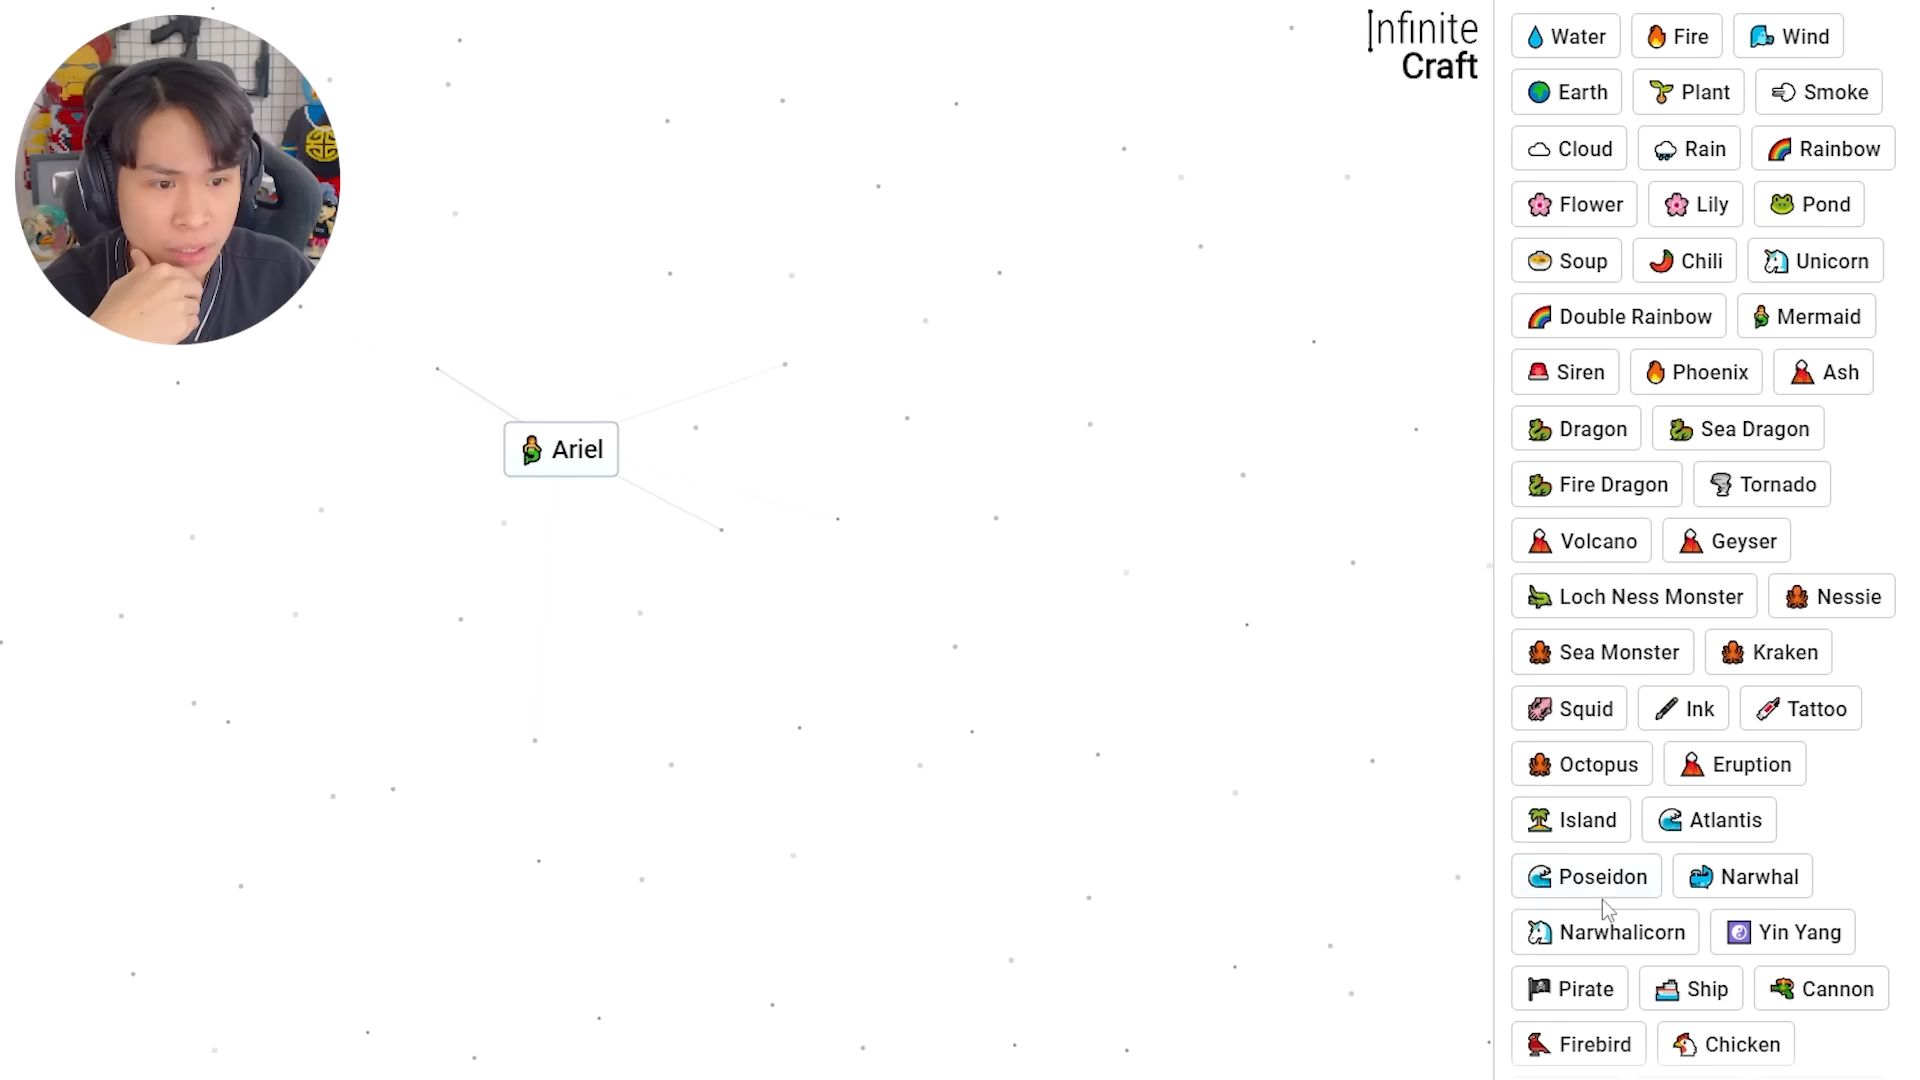 Infinite
Craft
Ariel
Water Fire Wind
Earth Plant Smoke
Cloud Rain Rainbow
Flower Lily Pond
Soup Chili Unicorn
Double Rainbow Mermaid
Siren Phoenix Ash
Dragon Sea Dragon
Fire Dragon Tornado
Volcano Geyser
Loch Ness Monster Nessie
Sea Monster Kraken
Squid Ink Tattoo
Octopus Eruption
Island Atlantis
Poseidon Narwhal
Narwhalicorn Yin Yang
Pirate Ship Cannon
Firebird Chicken